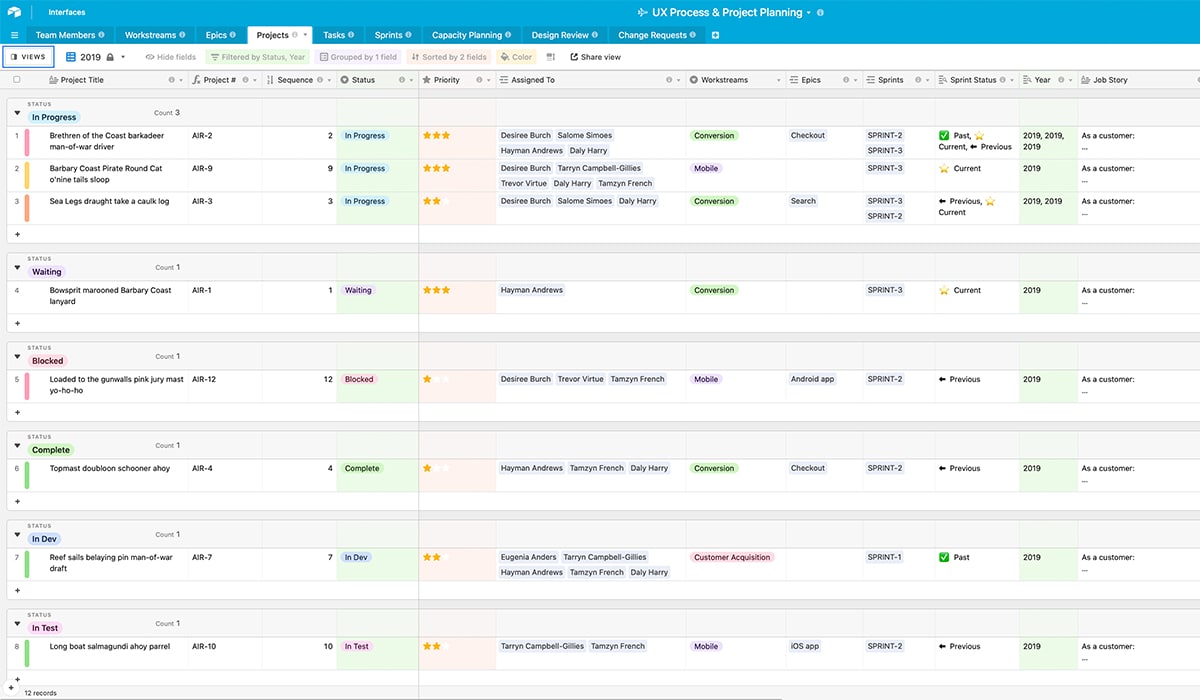 Interfaces
UX Process & Project Planning
Team Members Workstreams Epics Projects Tasks Sprints Capacity Planning Design Review Change Requests
VIEWS 2019 Hide fields Filtered by Status, Year Grouped by 1 field Sorted by 2 fields Color Share view
Project Title Project # Sequence Status Priority Assigned To Workstreams Epics Sprints Sprint Status Year Job Story
STATUS
In Progress Count 3
1 Brethren of the Coast barkadeer AIR-2 2 In Progress Desiree Burch Salome Simoes Conversion Checkout SPRINT-2 Past, 2019, 2019, As a customer:
man-of-war driver Hayman Andrews Daly Harry SPRINT-3 Current, Previous 2019 ...
2 Barbary Coast Pirate Round Cat AIR-9 9 In Progress Desiree Burch Tarryn Campbell-Gillies Mobile SPRINT-3 Current 2019 As a customer:
o'nine tails sloop Trevor Virtue Daly Harry Tamzyn French ...
3 Sea Legs draught take a caulk log AIR-3 3 In Progress Desiree Burch Salome Simoes Daly Harry Conversion Search SPRINT-3 Previous, 2019, 2019 As a customer:
SPRINT-2 Current ...
+
STATUS
Waiting Count 1
4 Bowsprit marooned Barbary Coast AIR-1 1 Waiting Hayman Andrews Conversion SPRINT-3 Current 2019 As a customer:
lanyard ...
+
STATUS
Blocked Count 1
5 Loaded to the gunwalls pink jury mast AIR-12 12 Blocked Desiree Burch Trevor Virtue Tamzyn French Mobile Android app SPRINT-2 Previous 2019 As a customer:
yo-ho-ho ...
+
STATUS
Complete Count 1
6 Topmast doubloon schooner ahoy AIR-4 4 Complete Hayman Andrews Tamzyn French Daly Harry Conversion Checkout SPRINT-2 Previous 2019 As a customer:
...
+
STATUS
In Dev Count 1
7 Reef sails belaying pin man-of-war AIR-7 7 In Dev Eugenia Anders Tarryn Campbell-Gillies Customer Acquisition SPRINT-1 Past 2019 As a customer:
draft Hayman Andrews Tamzyn French Daly Harry ...
+
STATUS
In Test Count 1
8 Long boat salmagundi ahoy parrel AIR-10 10 In Test Tarryn Campbell-Gillies Tamzyn French Mobile iOS app SPRINT-2 Previous 2019 As a customer:
...
+
+ 12 records